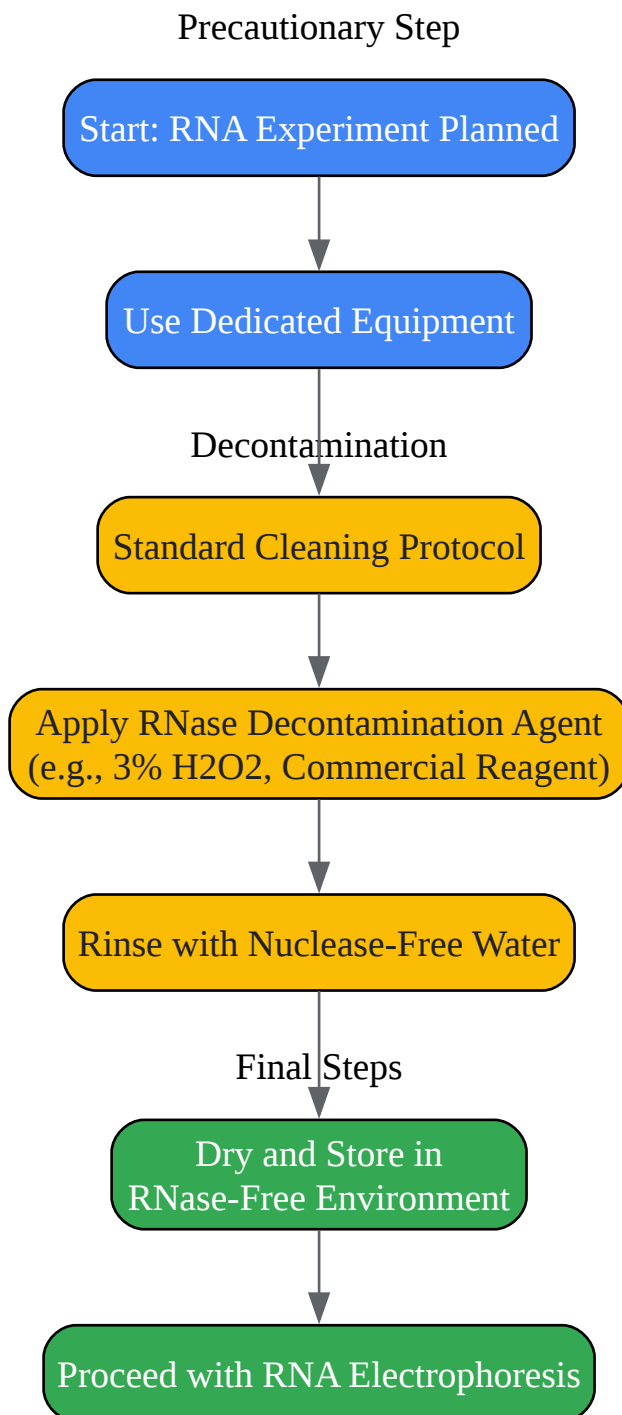 Precautionary Step
Start: RNA Experiment Planned
Use Dedicated Equipment
Decontamination
Standard Cleaning Protocol
Apply RNase Decontamination Agent
(e.g., 3% H2O2, Commercial Reagent)
Rinse with Nuclease-Free Water
Final Steps
Dry and Store in
RNase-Free Environment
Proceed with RNA Electrophoresis